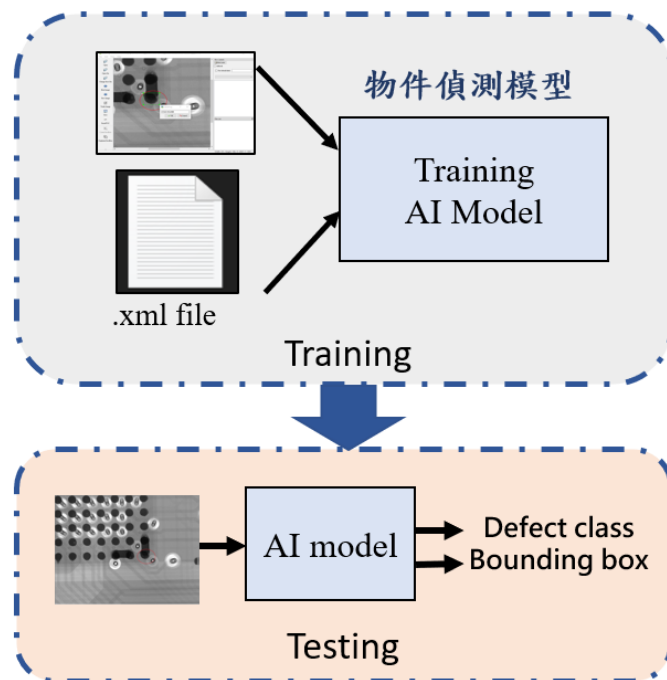 物件偵測模型
Training
AI Model
.xml file
Training
AI model
Defect class
Bounding box
Testing